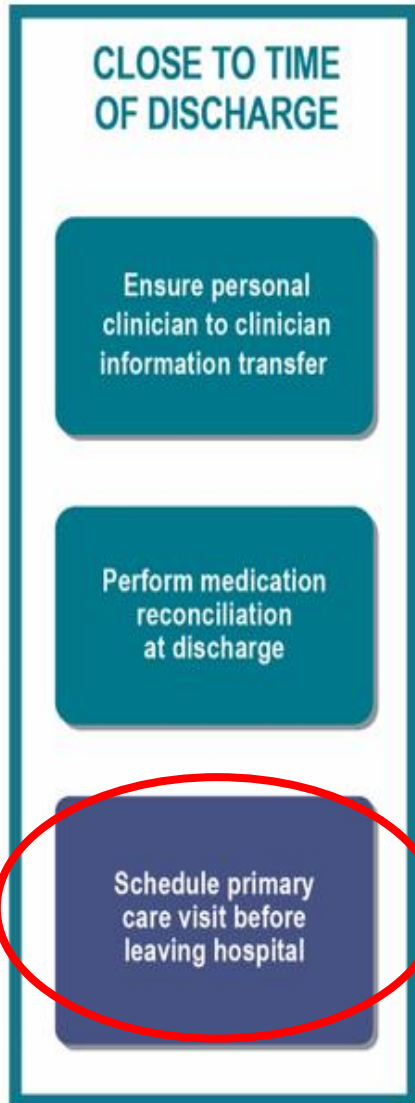 CLOSE TO TIME
OF DISCHARGE
Ensure personal
clinician to clinician
information transfer
Perform medication
reconciliation
at discharge
Schedule primary
care visit before
leaving hospital